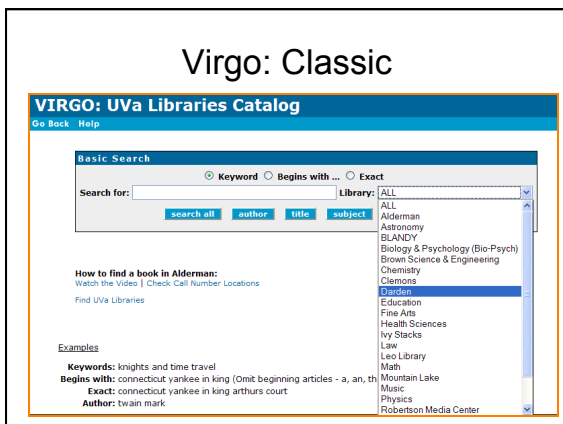 Virgo: Classic
VIRGO: UVa Libraries Catalog
Go Back Help
Basic Search
Keyword Begins with ... Exact
Search for: Library: ALL
search all author title subject
ALL
Alderman
Astronomy
BLANDY
Biology & Psychology (Bio-Psych)
Brown Science & Engineering
Chemistry
Clemons
Darden
Education
Fine Arts
Health Sciences
Ivy Stacks
Law
Leo Library
Math
Mountain Lake
Music
Physics
Robertson Media Center
How to find a book in Alderman:
Watch the Video | Check Call Number Locations
Find UVa Libraries
Examples
Keywords: knights and time travel
Begins with: connecticut yankee in king (Omit beginning articles - a, an, th
Exact: connecticut yankee in king arthurs court
Author: twain mark